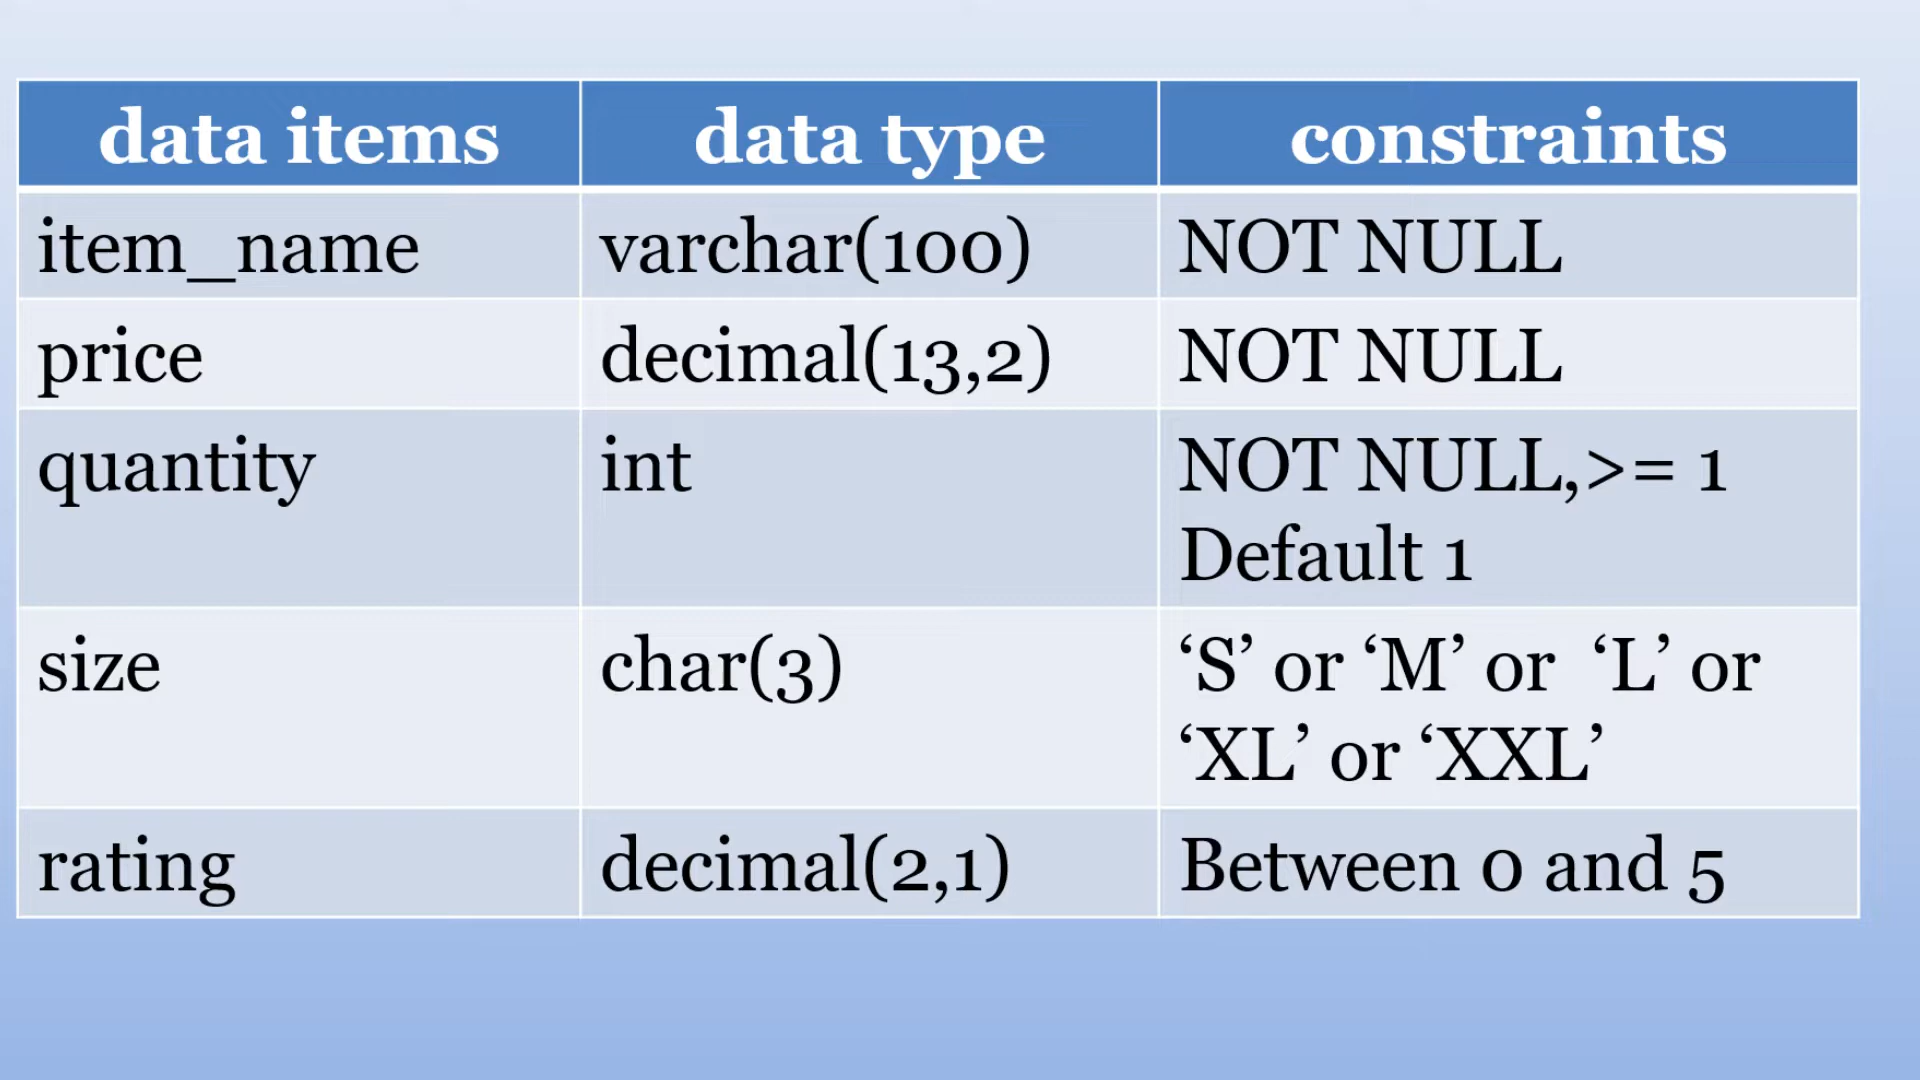 data items data type constraints
item_name varchar(100) NOT NULL
price decimal(13,2) NOT NULL
quantity int NOT NULL,>= 1
Default 1
size char(3) ‘S’ or ‘M’ or ‘L’ or
‘XL’ or ‘XXL’
rating decimal(2,1) Between 0 and 5